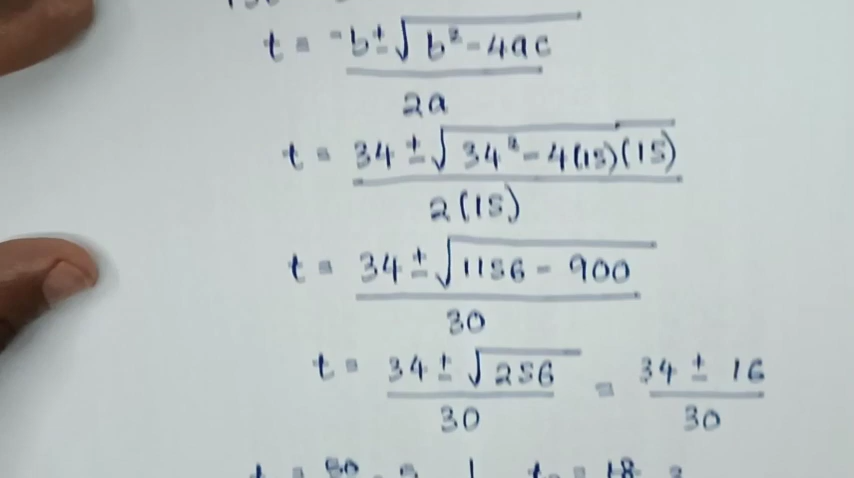 t = -b ± √b² - 4ac / 2a
t = 34 ± √34² - 4(15)(15) / 2(15)
t = 34 ± √1156 - 900 / 30
t = 34 ± √256 / 30 = 34 ± 16 / 30